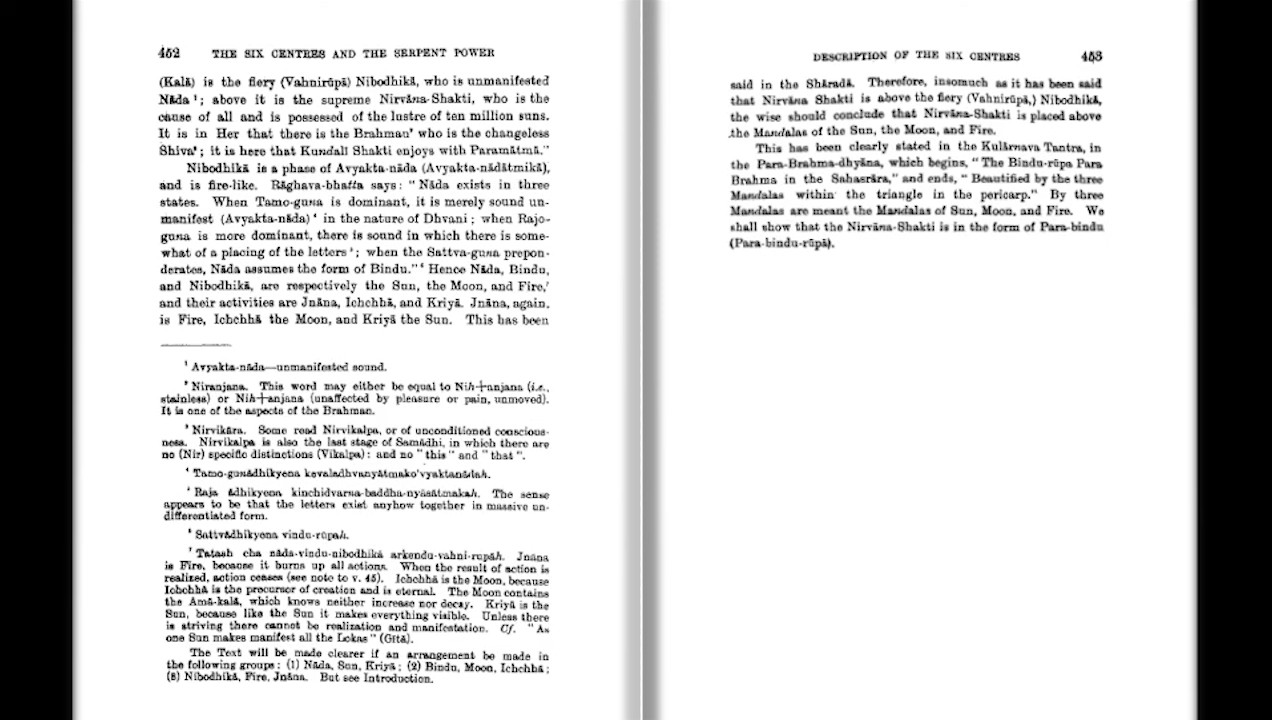 452 THE SIX CENTRES AND THE SERPENT POWER
(Kalā) is the fiery (Vahnirūpā) Nibodhikā, who is unmanifested
Nāda ¹; above it is the supreme Nirvāna-Shakti, who is the
cause of all and is possessed of the lustre of ten million suns.
It is in Her that there is the Brahman² who is the changeless
Shiva³; it is here that Kundalī Shakti enjoys with Paramātmā."
Nibodhikā is a phase of Avyakta-nāda (Avyakta-nādātmikā),
and is fire-like. Rāghava-bhatta says: "Nāda exists in three
states. When Tamo-guna is dominant, it is merely sound un-
manifest (Avyakta-nāda) ⁴ in the nature of Dhvani; when Rajo-
guna is more dominant, there is sound in which there is some-
what of a placing of the letters ⁵; when the Sattva-guna prepon-
derates, Nāda assumes the form of Bindu." ⁶ Hence Nāda, Bindu,
and Nibodhikā, are respectively the Sun, the Moon, and Fire,⁷
and their activities are Jnāna, Ichchhā, and Kriyā. Jnāna, again,
is Fire, Ichchhā the Moon, and Kriyā the Sun. This has been
¹ Avyakta-nāda—unmanifested sound.
² Niranjana. This word may either be equal to Nih+anjana (i.e.,
stainless) or Nih+anjana (unaffected by pleasure or pain, unmoved).
It is one of the aspects of the Brahman.
³ Nirvikāra. Some read Nirvikalpa, or of unconditioned conscious-
ness. Nirvikalpa is also the last stage of Samādhi, in which there are
no (Nir) specific distinctions (Vikalpa): and no "this" and "that".
⁴ Tamo-gunādhikyena kevaladhvanyātmako'vyaktanādah.
⁵ Raja ādhikyena kinchidvarna-baddha-nyāsātmakah. The sense
appears to be that the letters exist anyhow together in massive un-
differentiated form.
⁶ Sattvādhikyena vindu-rūpah.
⁷ Tatash cha nāda-vindu-nibodhikā arkendu-vahni-rupāh. Jnāna
is Fire, because it burns up all actions. When the result of action is
realized, action ceases (see note to v. 45). Ichchhā is the Moon, because
Ichchhā is the precursor of creation and is eternal. The Moon contains
the Amā-kalā, which knows neither increase nor decay. Kriyā is the
Sun, because like the Sun it makes everything visible. Unless there
is striving there cannot be realization and manifestation. Cf. "As
one Sun makes manifest all the Lokas" (Gītā).
The Text will be made clearer if an arrangement be made in
the following groups: (1) Nāda, Sun, Kriyā; (2) Bindu, Moon, Ichchhā;
(3) Nibodhikā, Fire, Jnāna. But see Introduction.
DESCRIPTION OF THE SIX CENTRES 453
said in the Shāradā. Therefore, insomuch as it has been said
that Nirvāna Shakti is above the fiery (Vahnirūpā,) Nibodhikā,
the wise should conclude that Nirvāna-Shakti is placed above
the Mandalas of the Sun, the Moon, and Fire.
This has been clearly stated in the Kulārnava Tantra, in
the Para-Brahma-dhyāna, which begins, "The Bindu-rūpa Para
Brahma in the Sahasrāra," and ends, "Beautified by the three
Mandalas within the triangle in the pericarp." By three
Mandalas are meant the Mandalas of Sun, Moon, and Fire. We
shall show that the Nirvāna-Shakti is in the form of Para-bindu
(Para-bindu-rūpā).